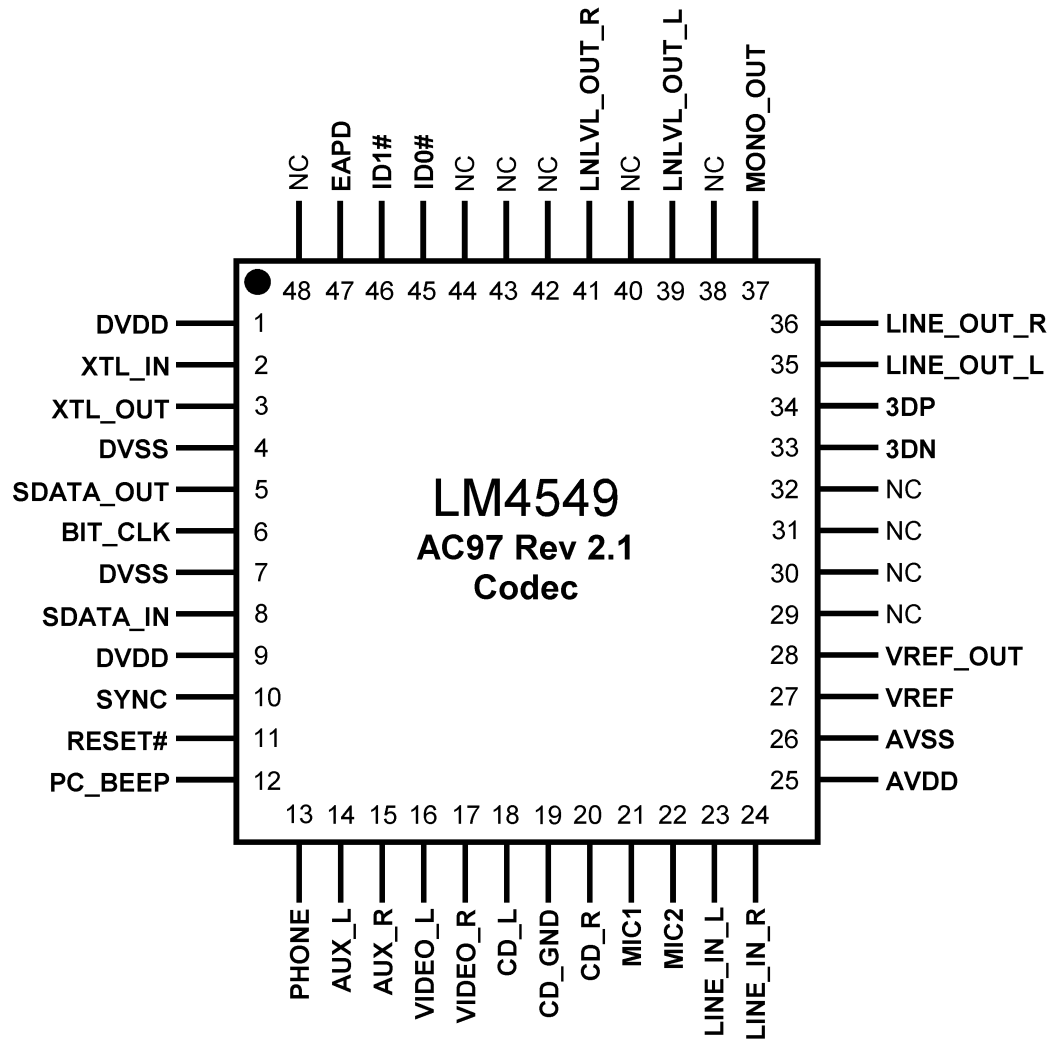 NC
EAPD
ID1#
ID0#
NC
NC
NC
LNLVL_OUT_R
NC
LNLVL_OUT_L
NC
MONO_OUT
48 47 46 45 44 43 42 41 40 39 38 37
DVDD 1
XTL_IN 2
XTL_OUT 3
DVSS 4
SDATA_OUT 5
BIT_CLK 6
DVSS 7
SDATA_IN 8
DVDD 9
SYNC 10
RESET# 11
PC_BEEP 12
LM4549
AC97 Rev 2.1
Codec
36 LINE_OUT_R
35 LINE_OUT_L
34 3DP
33 3DN
32 NC
31 NC
30 NC
29 NC
28 VREF_OUT
27 VREF
26 AVSS
25 AVDD
13 14 15 16 17 18 19 20 21 22 23 24
PHONE
AUX_L
AUX_R
VIDEO_L
VIDEO_R
CD_L
CD_GND
CD_R
MIC1
MIC2
LINE_IN_L
LINE_IN_R